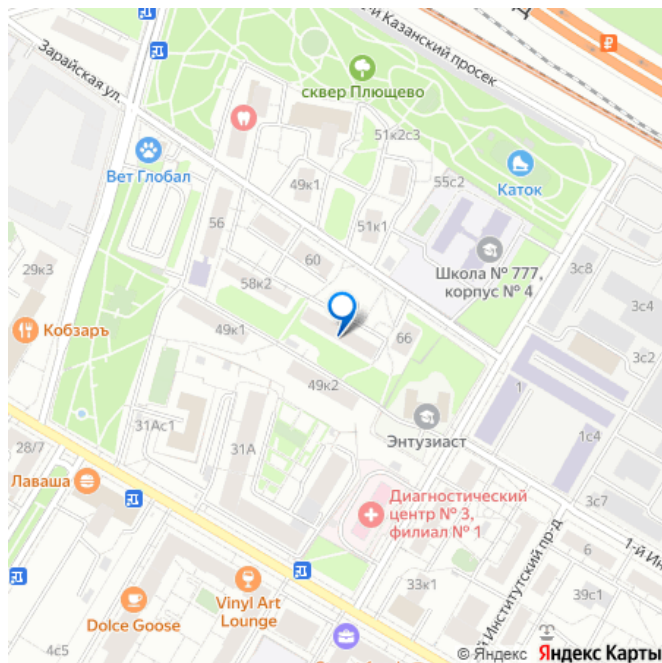 Зарайская ул.
-й Казанский просек
сквер Плющево
51к2с3
Вет Глобал
49к1
55с2
Каток
56
51к1
60
Школа № 777,
корпус № 4
3с8
29к3
58к2
3с4
Кобзаръ
49к1
66
3с2
49к2
1
Энтузиаст
1с4
31Ас1
28/7
31А
Лаваша
Диагностический
центр № 3,
филиал № 1
3с7
1-й Ин
й Институтский пр-д
6
33к1
39с1
Vinyl Art
Lounge
Dolce Goose
4с5
© Яндекс Яндекс Карты